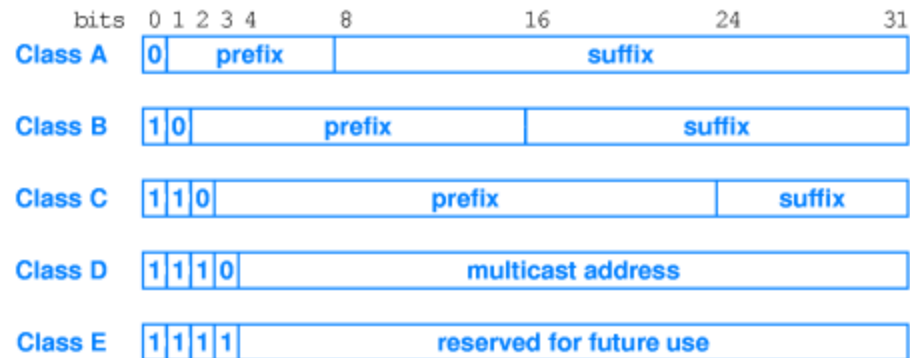 bits 0 1 2 3 4 8 16 24 31
Class A 0 prefix suffix
Class B 1 0 prefix suffix
Class C 1 1 0 prefix suffix
Class D 1 1 1 0 multicast address
Class E 1 1 1 1 reserved for future use